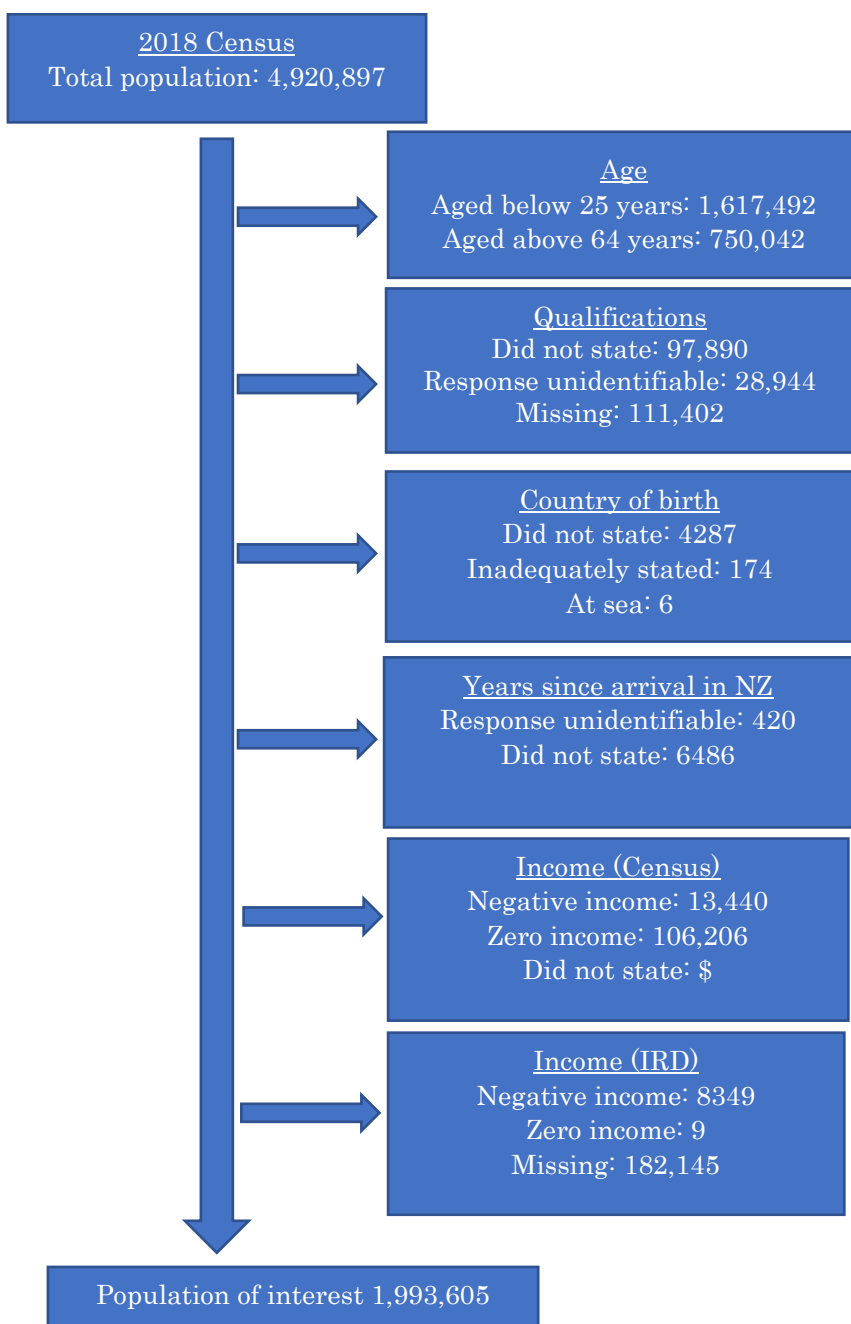 2018 Census
Total population: 4,920,897
Age
Aged below 25 years: 1,617,492
Aged above 64 years: 750,042
Qualifications
Did not state: 97,890
Response unidentifiable: 28,944
Missing: 111,402
Country of birth
Did not state: 4287
Inadequately stated: 174
At sea: 6
Years since arrival in NZ
Response unidentifiable: 420
Did not state: 6486
Income (Census)
Negative income: 13,440
Zero income: 106,206
Did not state: $
Income (IRD)
Negative income: 8349
Zero income: 9
Missing: 182,145
Population of interest 1,993,605